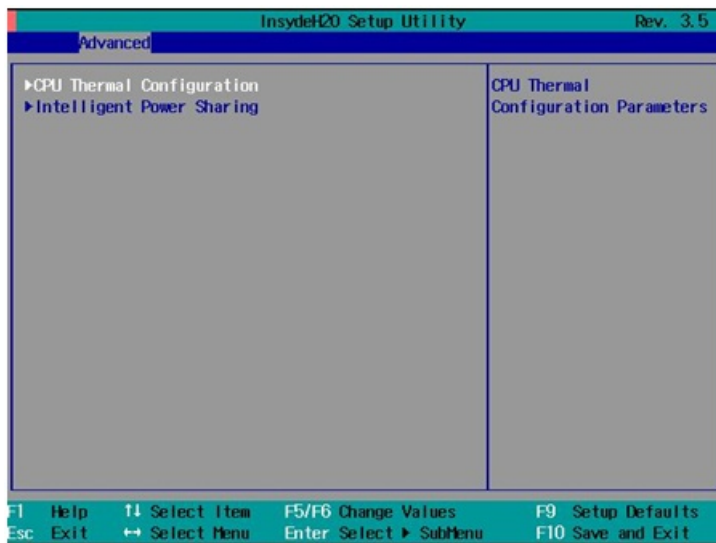 InsydeH2O Setup Utility Rev. 3.5
Advanced
▶CPU Thermal Configuration
▶Intelligent Power Sharing
CPU Thermal
Configuration Parameters
F1 Help ↑↓ Select Item F5/F6 Change Values F9 Setup Defaults
Esc Exit ↔ Select Menu Enter Select ▶ SubMenu F10 Save and Exit